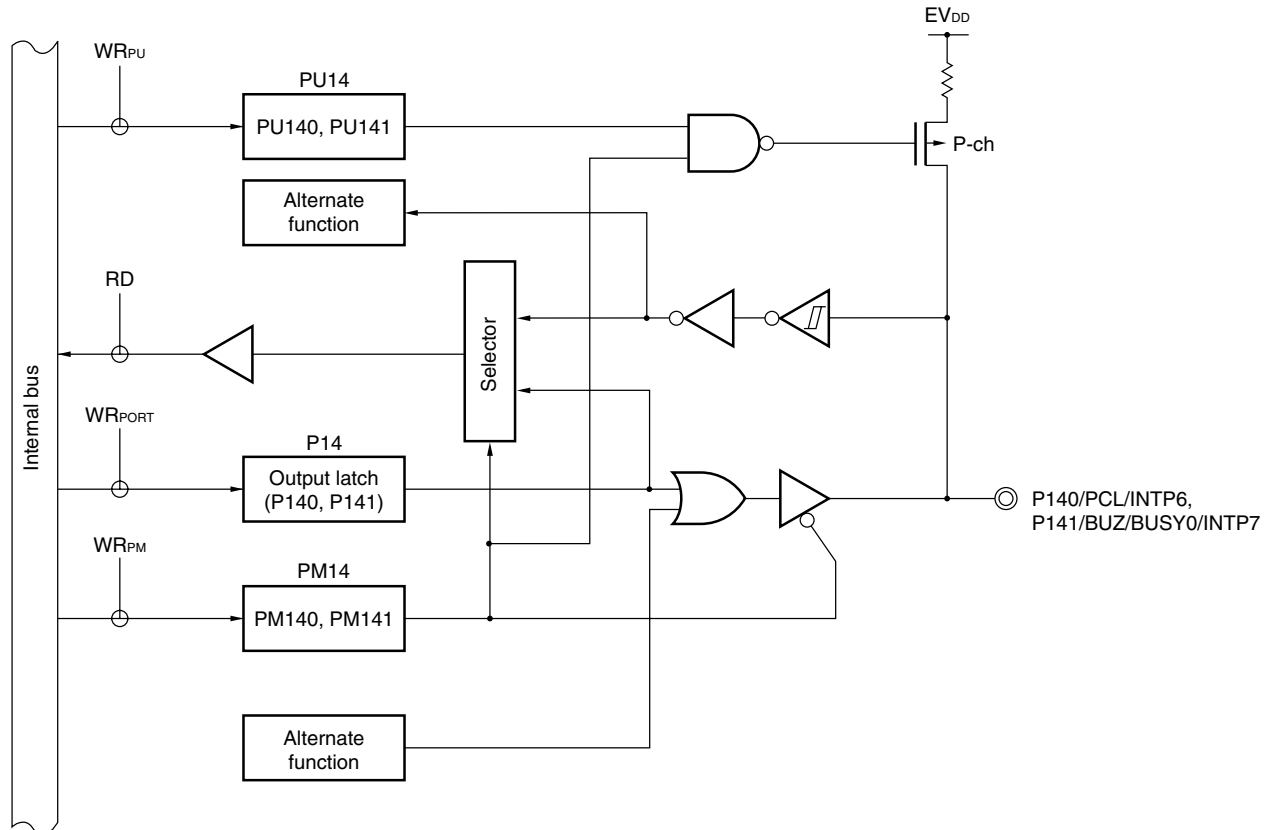 EVDD
WRPU
PU14
PU140, PU141
P-ch
Alternate
function
RD
Selector
Internal bus
WRPORT
P14
Output latch
(P140, P141)
P140/PCL/INTP6,
P141/BUZ/BUSY0/INTP7
WRPM
PM14
PM140, PM141
Alternate
function